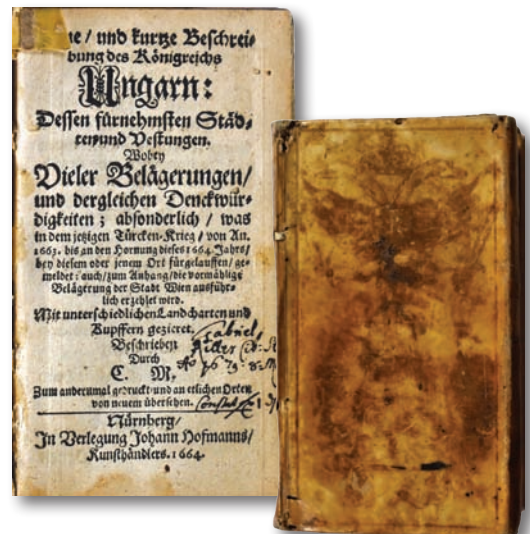 ne / und kurtze Beschrei-
bung des Königreichs
Ungarn:
Dessen fürnehmsten Städ-
ten und Vestungen.
Wobey
Vieler Belägerungen /
und dergleichen Denckwür-
digkeiten ; absonderlich / was
in dem jetzigen Türcken-Krieg / von An.
1663. bis an den Hornung dieses 1664. Jahrs /
bey diesem oder jenem Ort fürgelauffen / ge-
meldet : auch / zum Anhang / die vormahlige
Belägerung der Stadt Wien ausführ-
lich erzehlet wird.
Mit unterschiedlichen Landcharten und
Kupffern gezieret.
Beschrieben
Durch
C. M.
Gabriel
Zum andernmal gedruckt und an etlichen Orten
von neuem übersehen.
Nürnberg /
In Verlegung Johann Hofmanns /
Kunsthändlers. 1664.